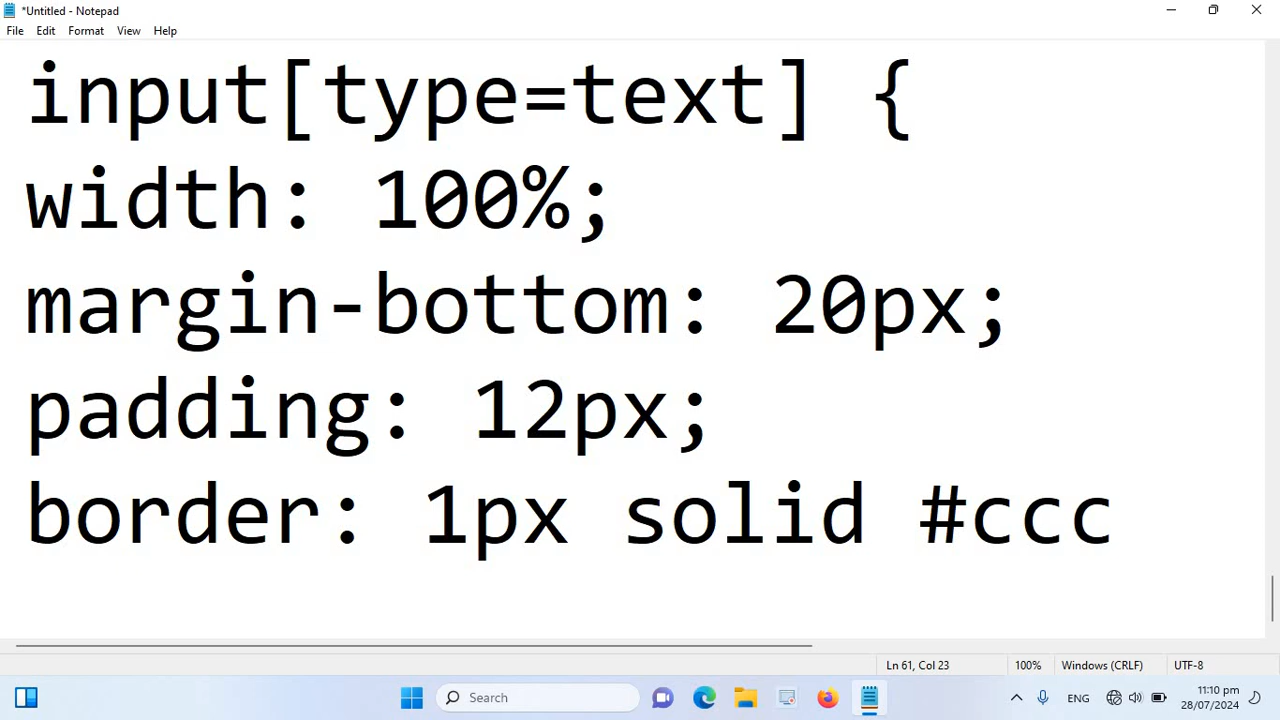 *Untitled - Notepad
File Edit Format View Help
input[type=text] {
width: 100%;
margin-bottom: 20px;
padding: 12px;
border: 1px solid #ccc
Ln 61, Col 23 100% Windows (CRLF) UTF-8
Search ENG 11:10 pm
28/07/2024